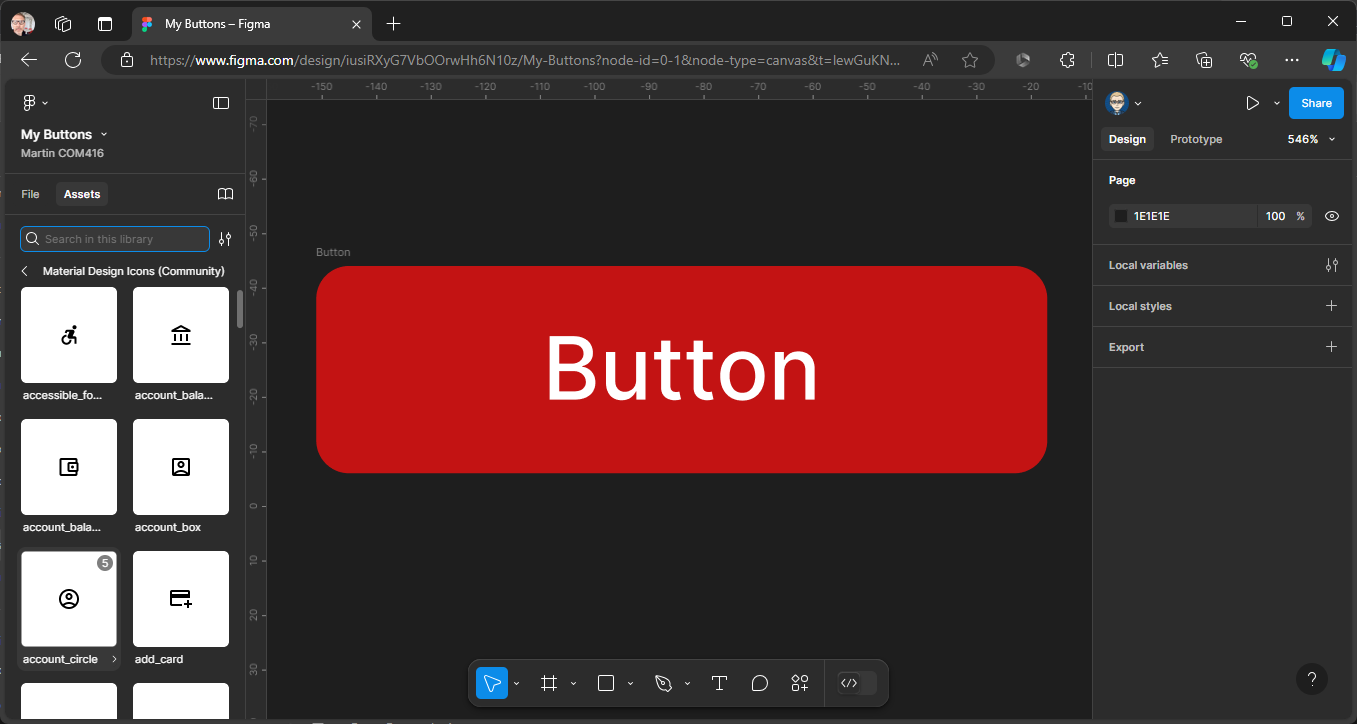 My Buttons – Figma
https://www.figma.com/design/iusiRXyG7VbOOrwHh6N10z/My-Buttons?node-id=0-1&node-type=canvas&t=lewGuKN...
My Buttons
Martin COM416
File
Assets
Search in this library
Material Design Icons (Community)
accessible_fo...
account_bala...
account_bala...
account_box
5
account_circle
add_card
-150
-140
-130
-120
-110
-100
-90
-80
-70
-60
-50
-40
-30
-20
-10
-70
-60
-50
-40
-30
-20
-10
0
10
20
30
Button
Button
Share
Design
Prototype
546%
Page
1E1E1E
100
%
Local variables
Local styles
Export
?